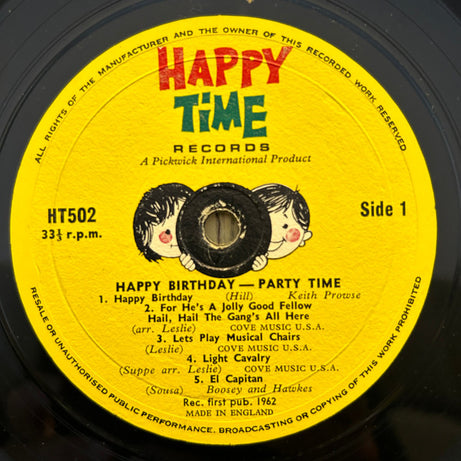 ALL RIGHTS OF THE MANUFACTURER AND THE OWNER OF THIS RECORDED WORK RESERVED
HAPPY
TiME
RECORDS
A Pickwick International Product
HT502
33⅓ r.p.m.
Side 1
HAPPY BIRTHDAY — PARTY TIME
1. Happy Birthday (Hill) Keith Prowse
2. For He's A Jolly Good Fellow
Hail, Hail The Gang's All Here
(arr. Leslie) COVE MUSIC U.S.A.
3. Lets Play Musical Chairs
(Leslie) COVE MUSIC U.S.A.
4. Light Cavalry
(Suppe arr. Leslie) COVE MUSIC U.S.A.
5. El Capitan
(Sousa) Boosey and Hawkes
Rec. first pub. 1962
MADE IN ENGLAND
RESALE OR UNAUTHORISED PUBLIC PERFORMANCE, BROADCASTING OR COPYING OF THIS WORK PROHIBITED